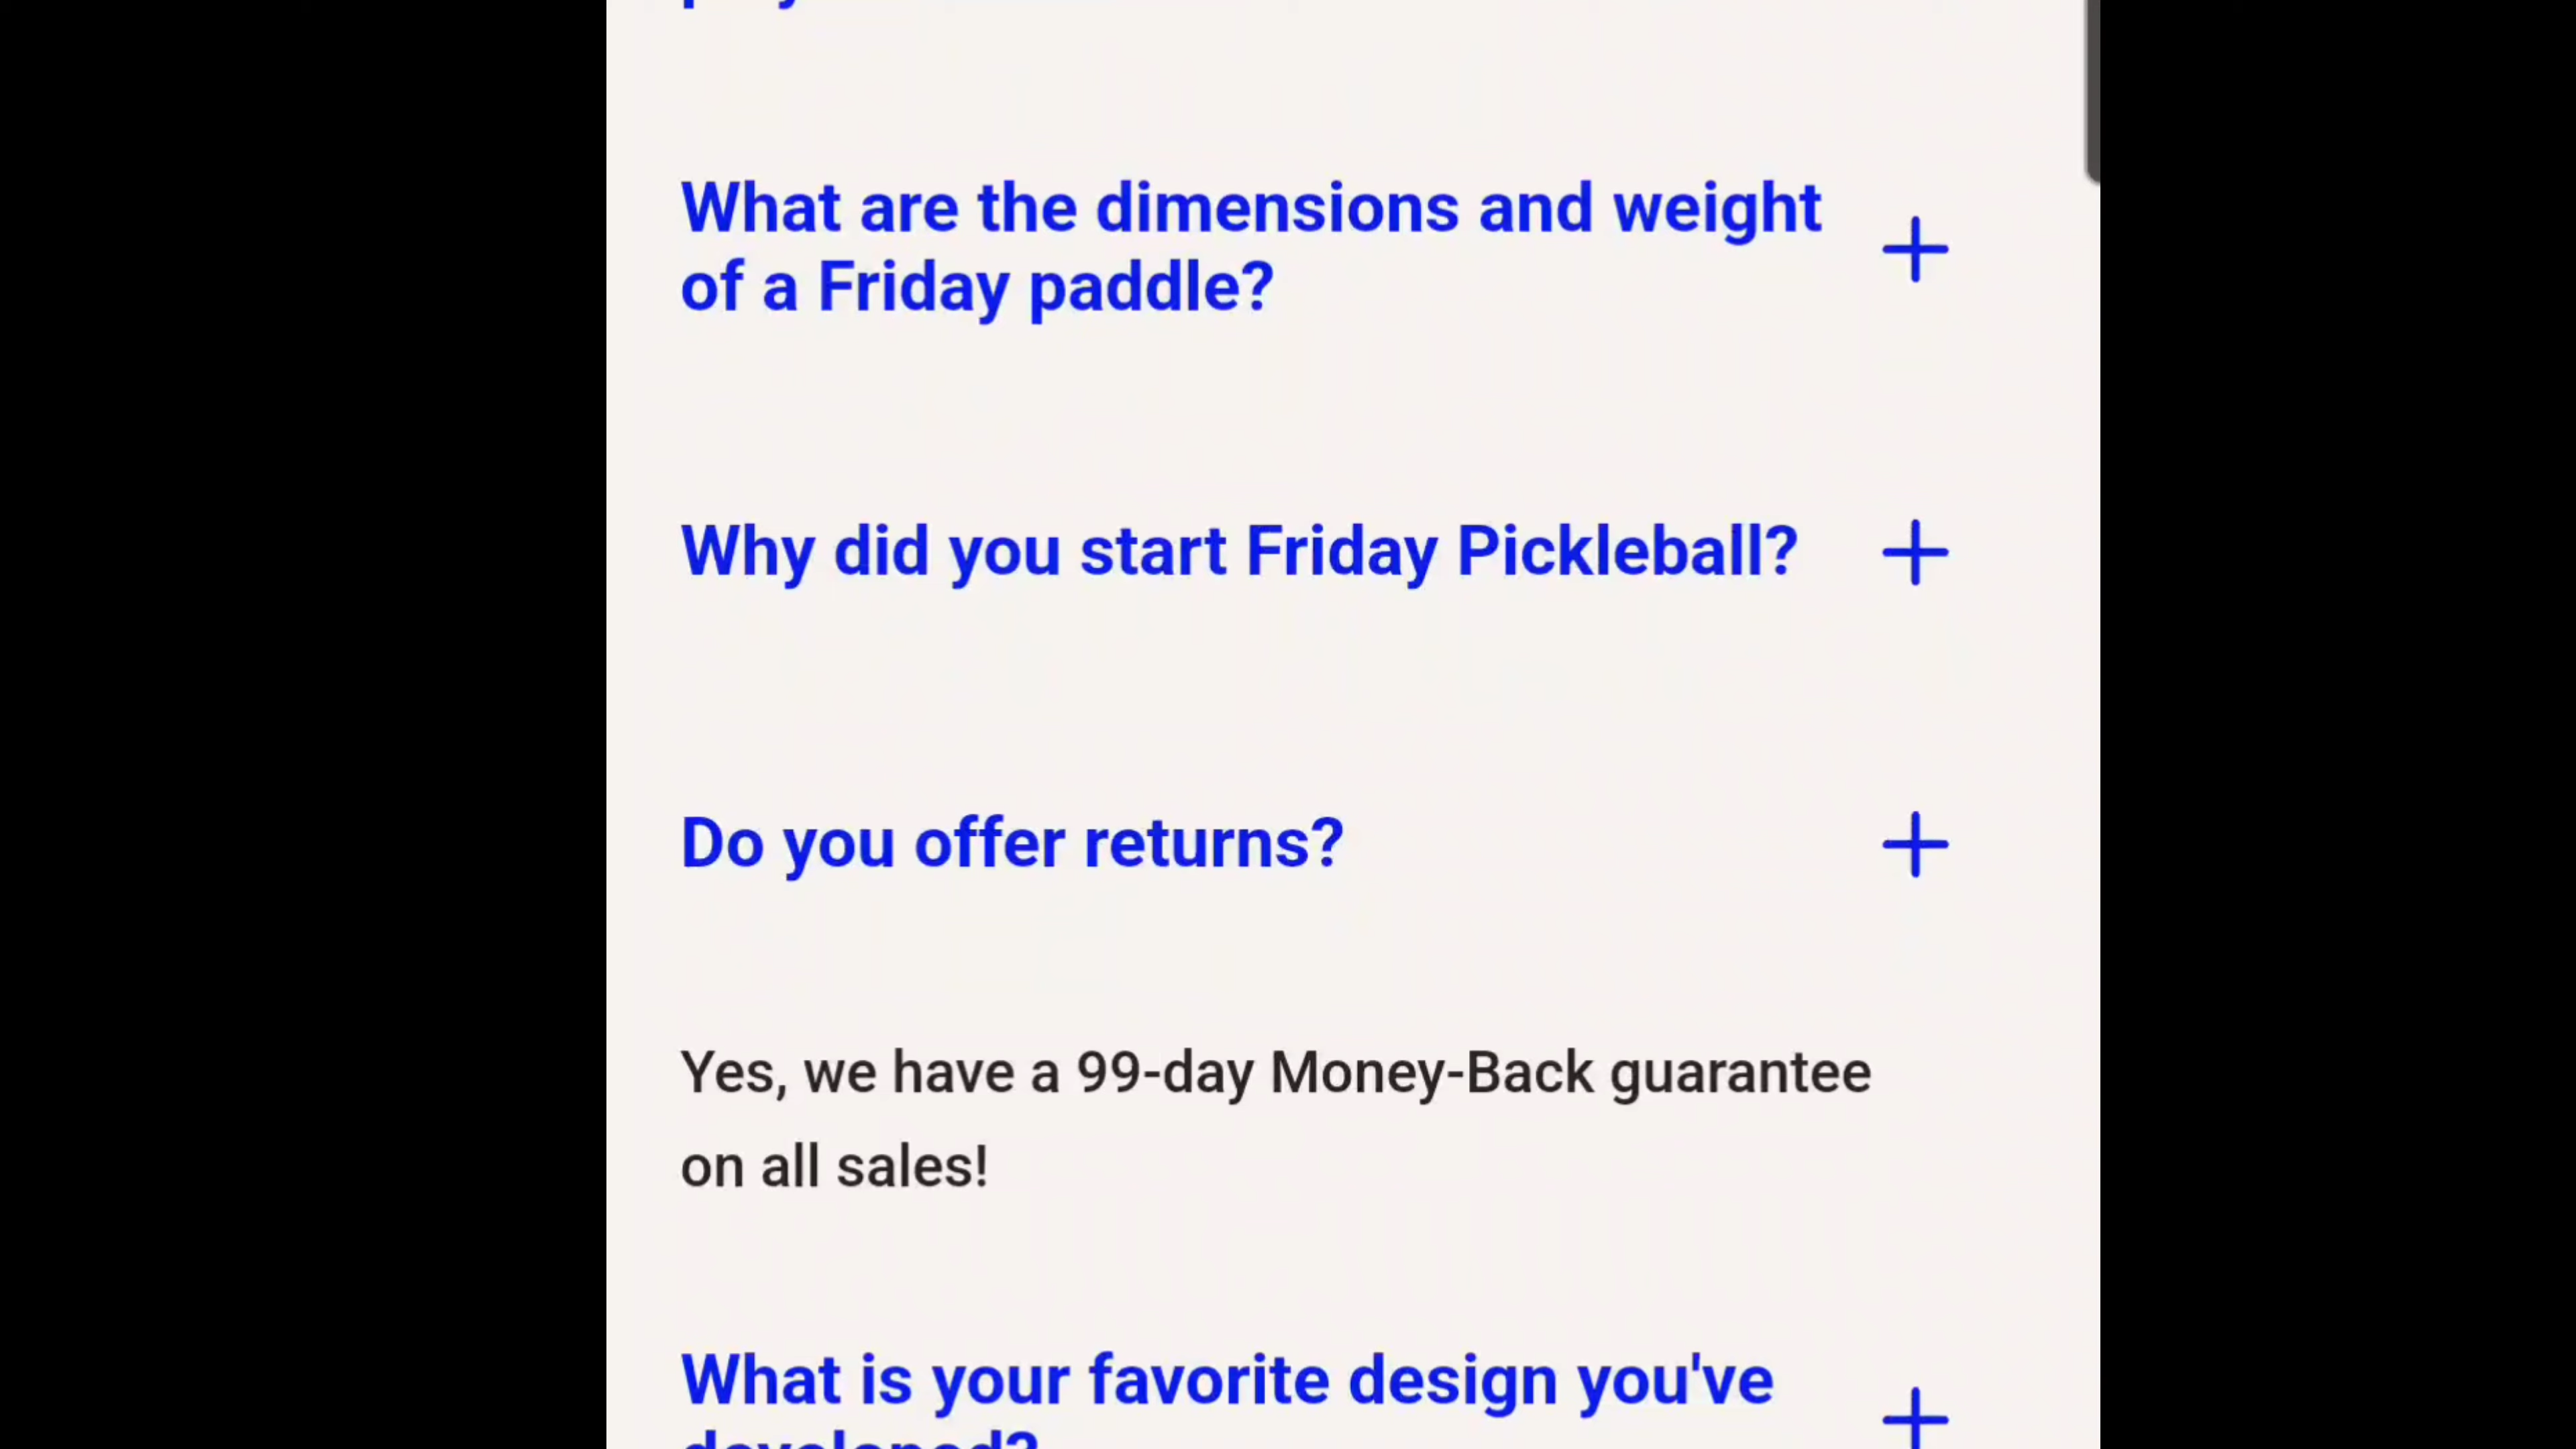 What are the dimensions and weight
of a Friday paddle?
Why did you start Friday Pickleball?
Do you offer returns?
Yes, we have a 99-day Money-Back guarantee
on all sales!
What is your favorite design you've
developed?